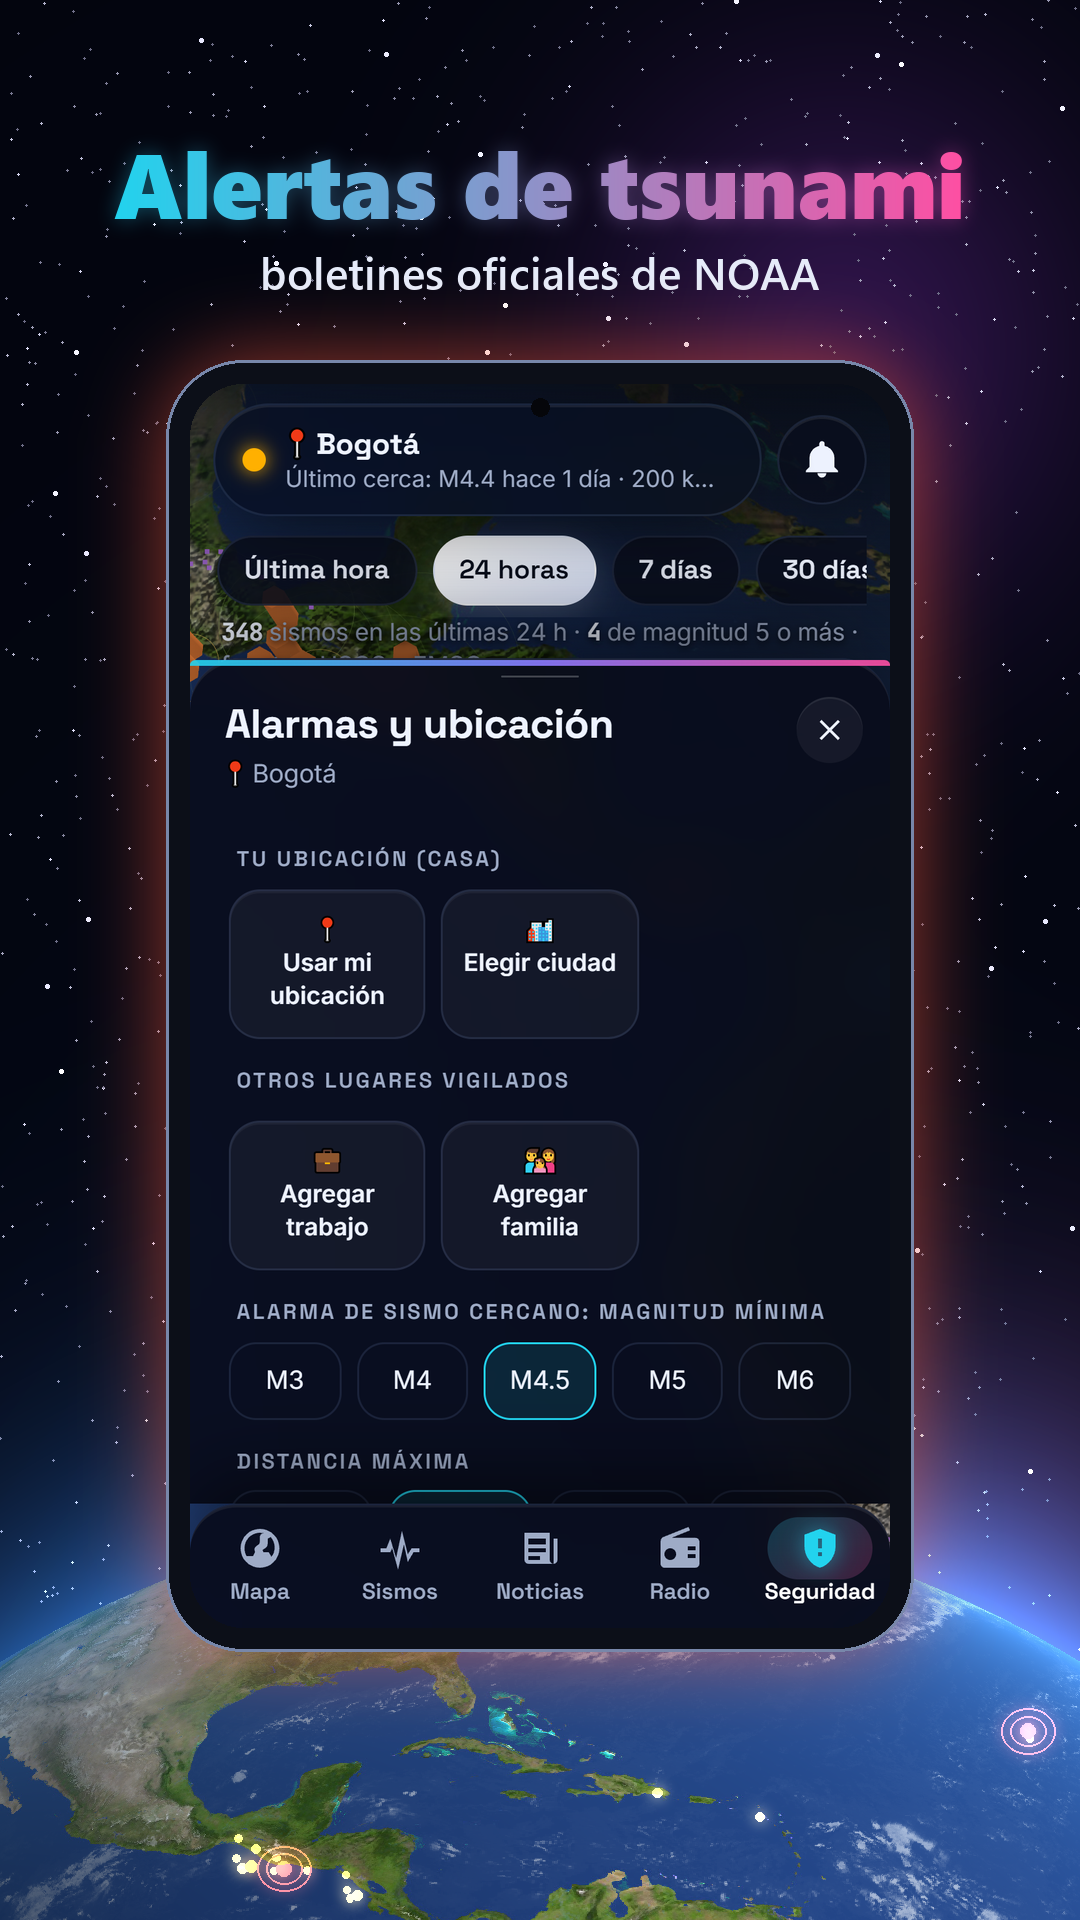 Alertas de tsunami
boletines oficiales de NOAA
Bogotá
Último cerca: M4.4 hace 1 día · 200 k...
Última hora
24 horas
7 días
30 días
348 sismos en las últimas 24 h · 4 de magnitud 5 o más ·
Alarmas y ubicación
Bogotá
TU UBICACIÓN (CASA)
Usar mi
ubicación
Elegir ciudad
OTROS LUGARES VIGILADOS
Agregar
trabajo
Agregar
familia
ALARMA DE SISMO CERCANO: MAGNITUD MÍNIMA
M3
M4
M4.5
M5
M6
DISTANCIA MÁXIMA
Mapa
Sismos
Noticias
Radio
Seguridad